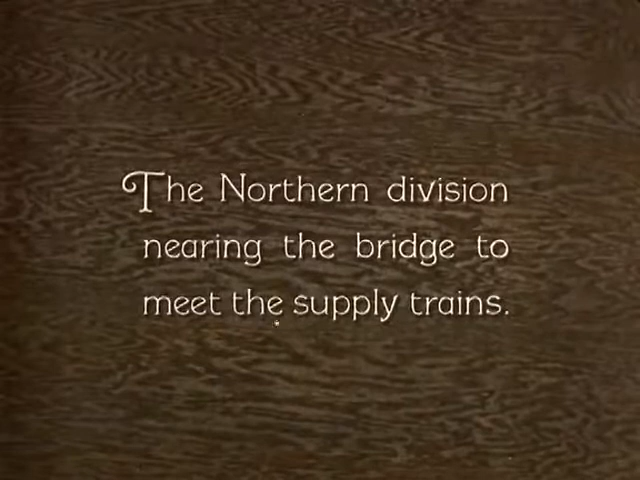 The Northern division
nearing the bridge to
meet the supply trains.